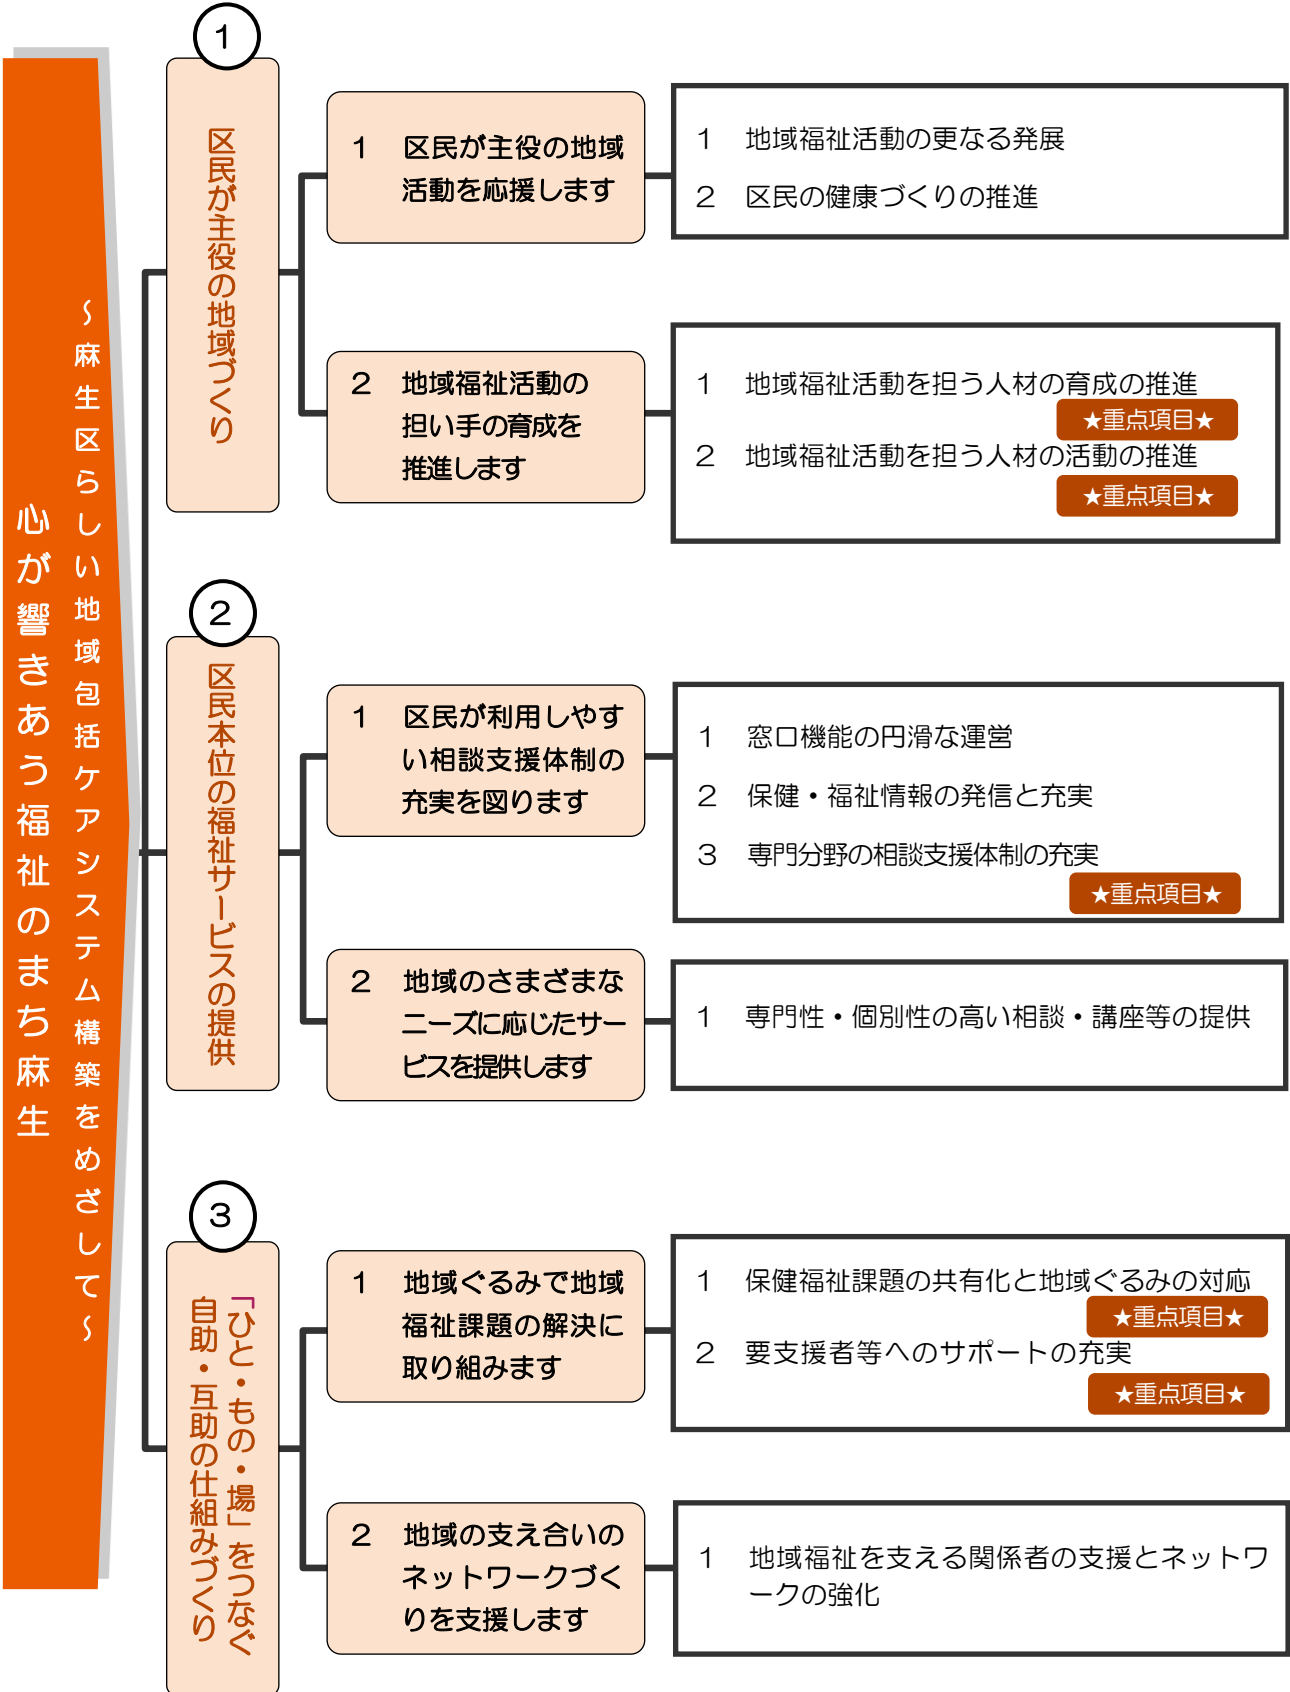 心が響きあう福祉のまち麻生
～麻生区らしい地域包括ケアシステム構築をめざして～
①
区民が主役の地域づくり
１　区民が主役の地域
活動を応援します
１　地域福祉活動の更なる発展
２　区民の健康づくりの推進
２　地域福祉活動の
担い手の育成を
推進します
１　地域福祉活動を担う人材の育成の推進
★重点項目★
２　地域福祉活動を担う人材の活動の推進
★重点項目★
②
区民本位の福祉サービスの提供
１　区民が利用しやす
い相談支援体制の
充実を図ります
１　窓口機能の円滑な運営
２　保健・福祉情報の発信と充実
３　専門分野の相談支援体制の充実
★重点項目★
２　地域のさまざまな
ニーズに応じたサー
ビスを提供します
１　専門性・個別性の高い相談・講座等の提供
③
「ひと・もの・場」をつなぐ
自助・互助の仕組みづくり
１　地域ぐるみで地域
福祉課題の解決に
取り組みます
１　保健福祉課題の共有化と地域ぐるみの対応
★重点項目★
２　要支援者等へのサポートの充実
★重点項目★
２　地域の支え合いの
ネットワークづく
りを支援します
１　地域福祉を支える関係者の支援とネットワ
ークの強化